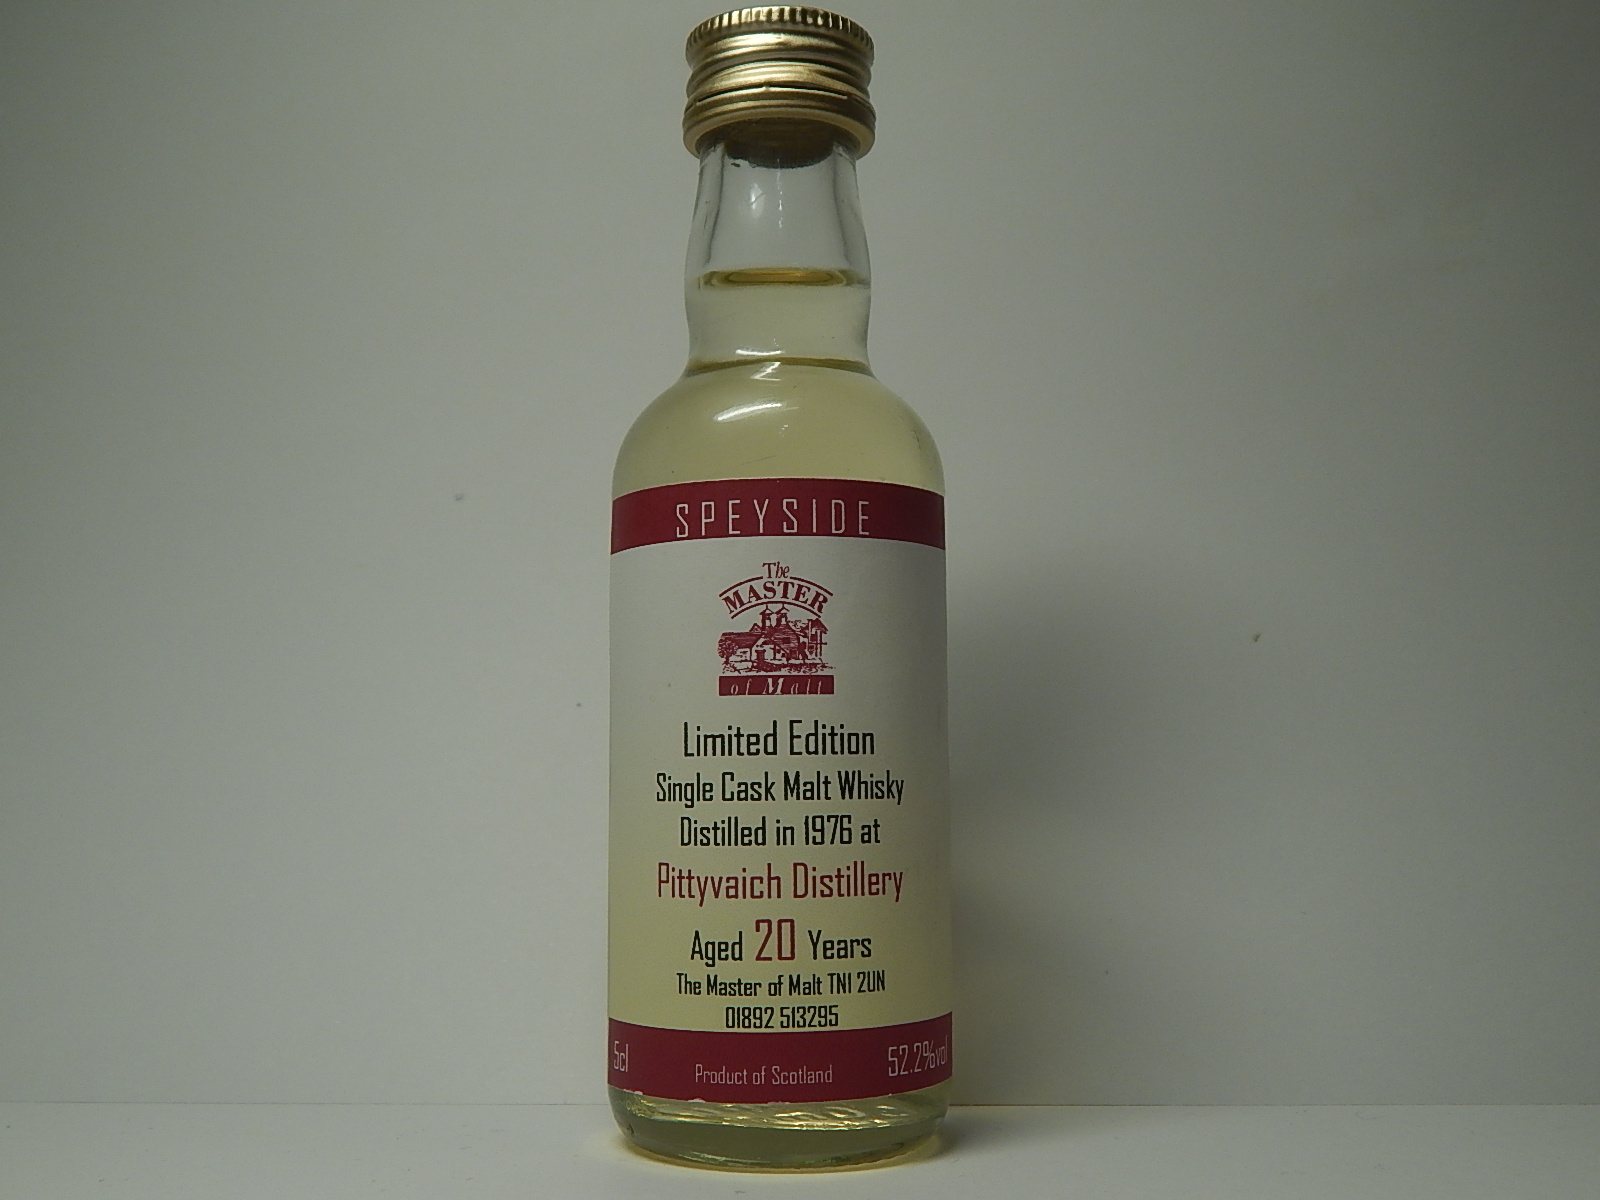 SPEYSIDE
The
MASTER
of Malt
Limited Edition
Single Cask Malt Whisky
Distilled in 1976 at
Pittyvaich Distillery
Aged 20 Years
The Master of Malt TN1 2UN
01892 513295
5cl Product of Scotland 52.2%vol